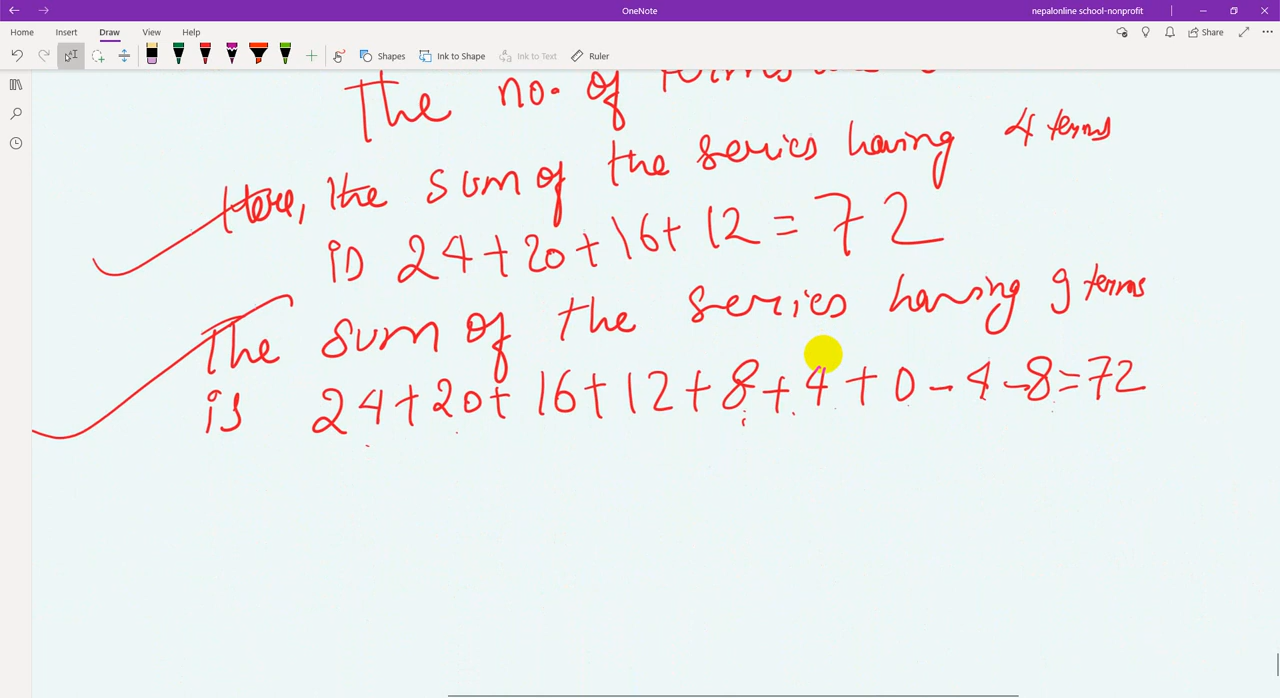 OneNote
nepalonline school-nonprofit
Home Insert Draw View Help
Share
Shapes Ink to Shape Ink to Text Ruler
The no. of terms
Here, the sum of the series having 4 terms
is 24+20+16+12=72
The sum of the series having 9 terms
is 24+20+16+12+8+4+0-4-8=72